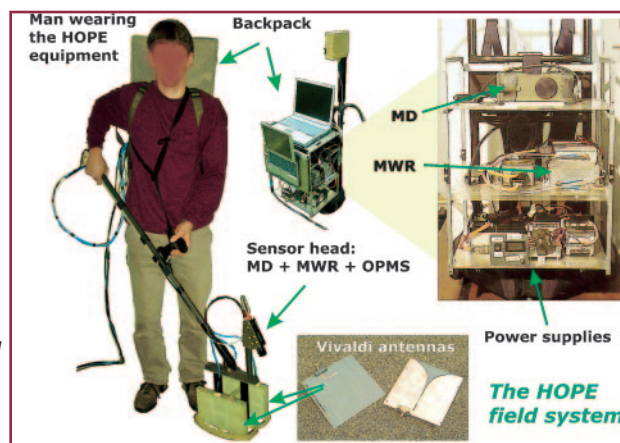 Man wearing
the HOPE
equipment
Backpack
MD
MWR
Sensor head:
MD + MWR + OPMS
Power supplies
Vivaldi antennas
The HOPE
field system